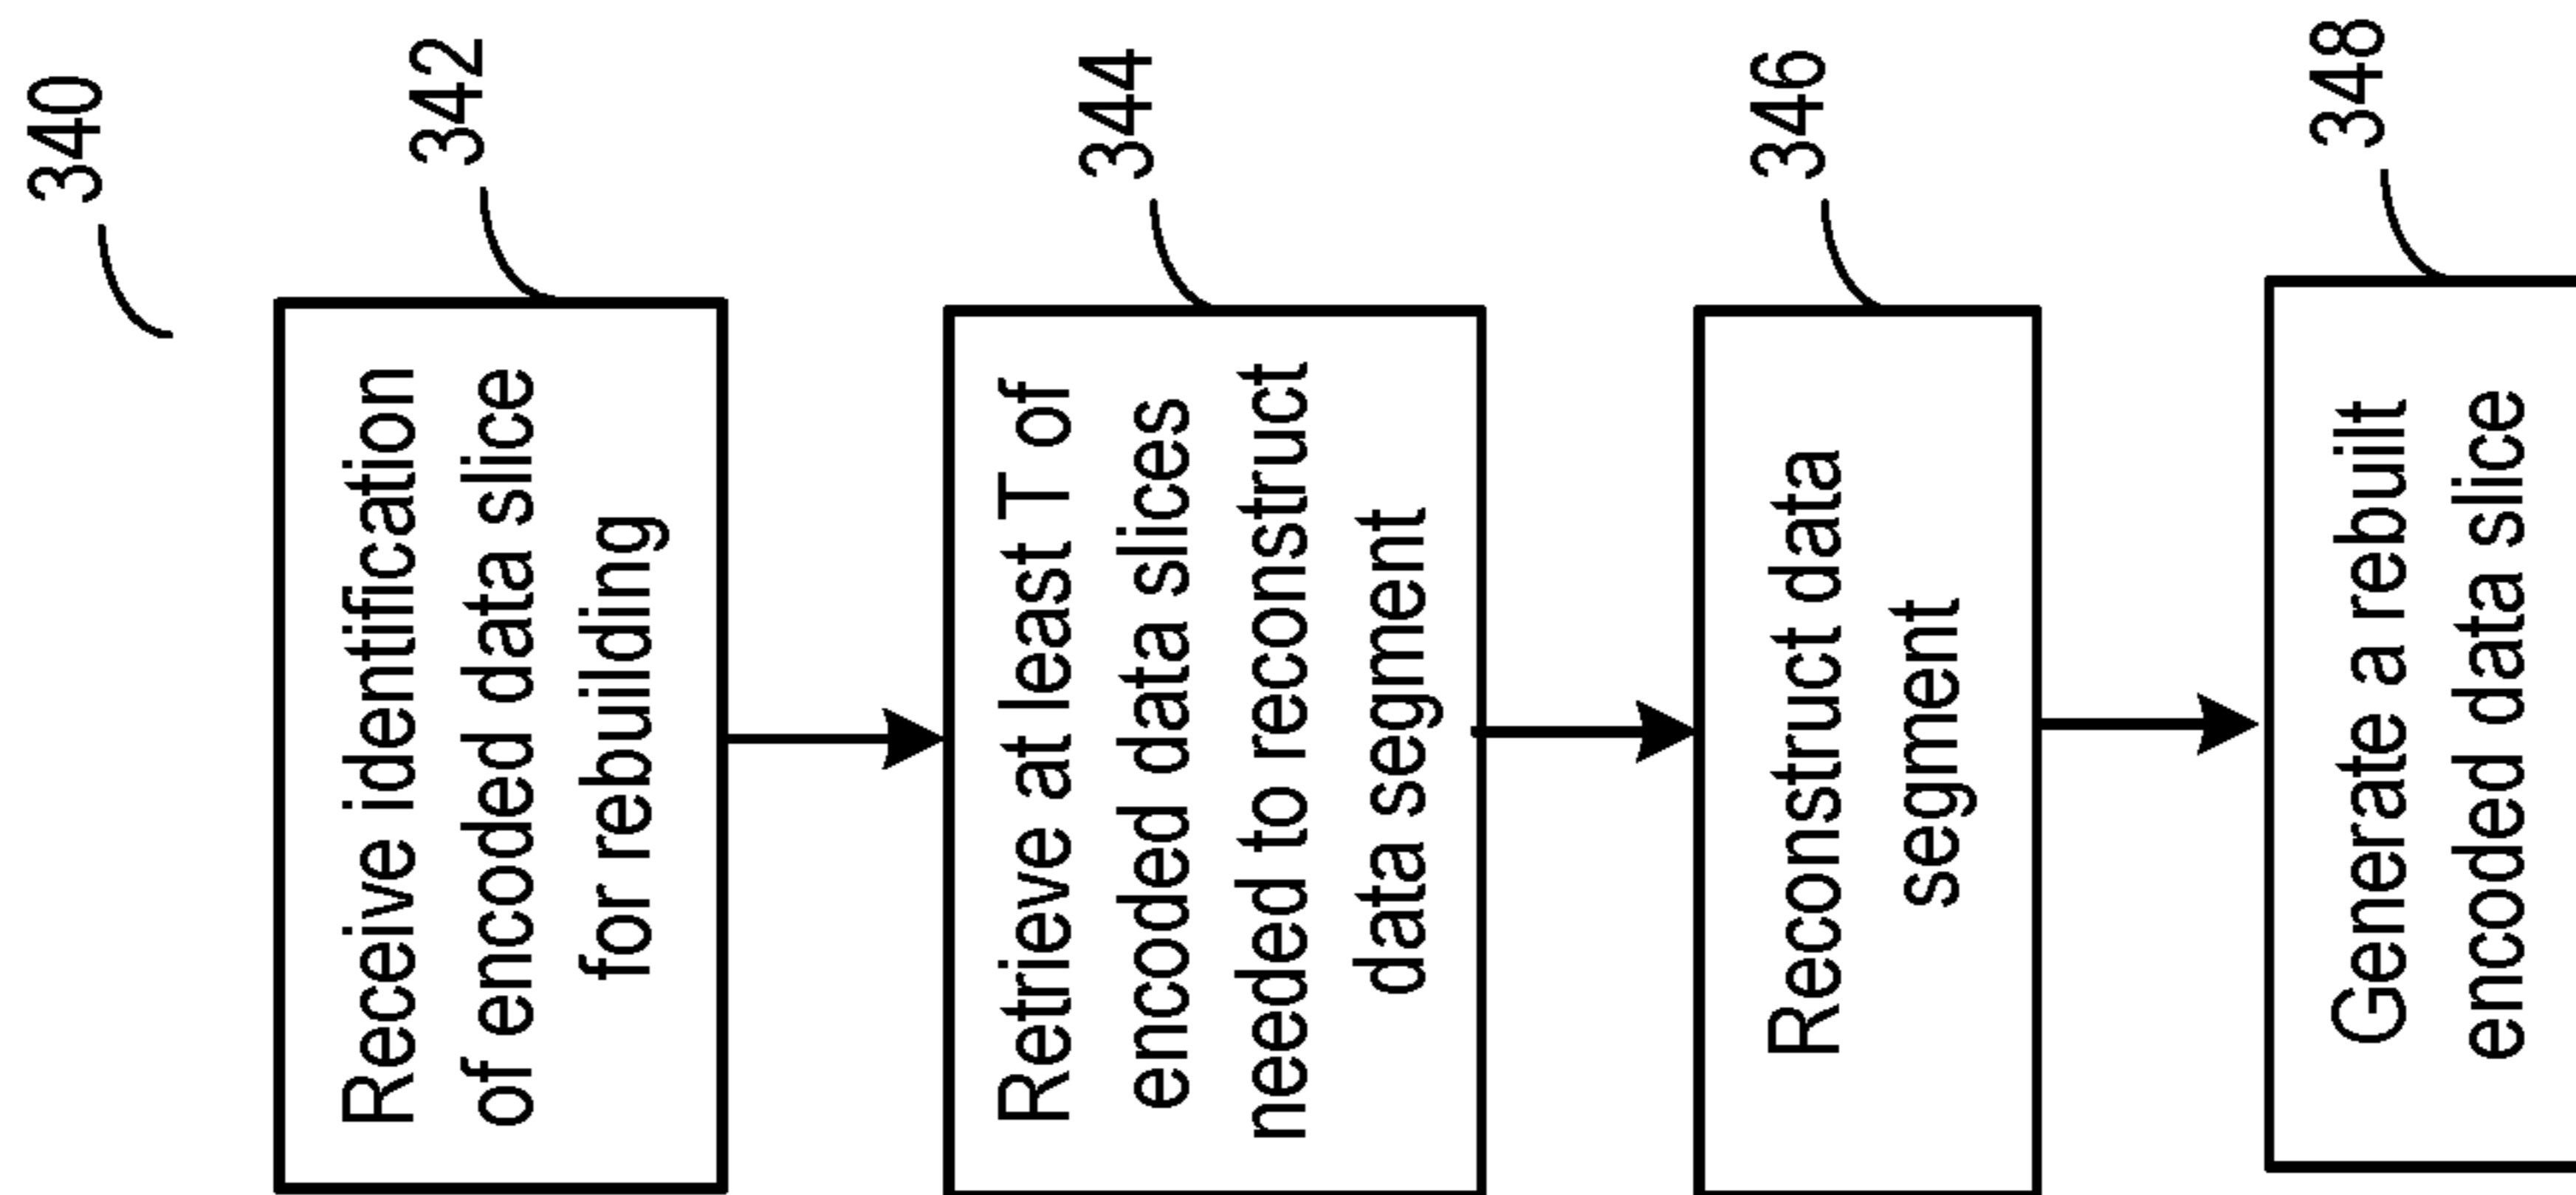 340
342
Receive identification
of encoded data slice
for rebuilding
344
Retrieve at least T of
encoded data slices
needed to reconstruct
data segment
346
Reconstruct data
segment
348
Generate a rebuilt
encoded data slice